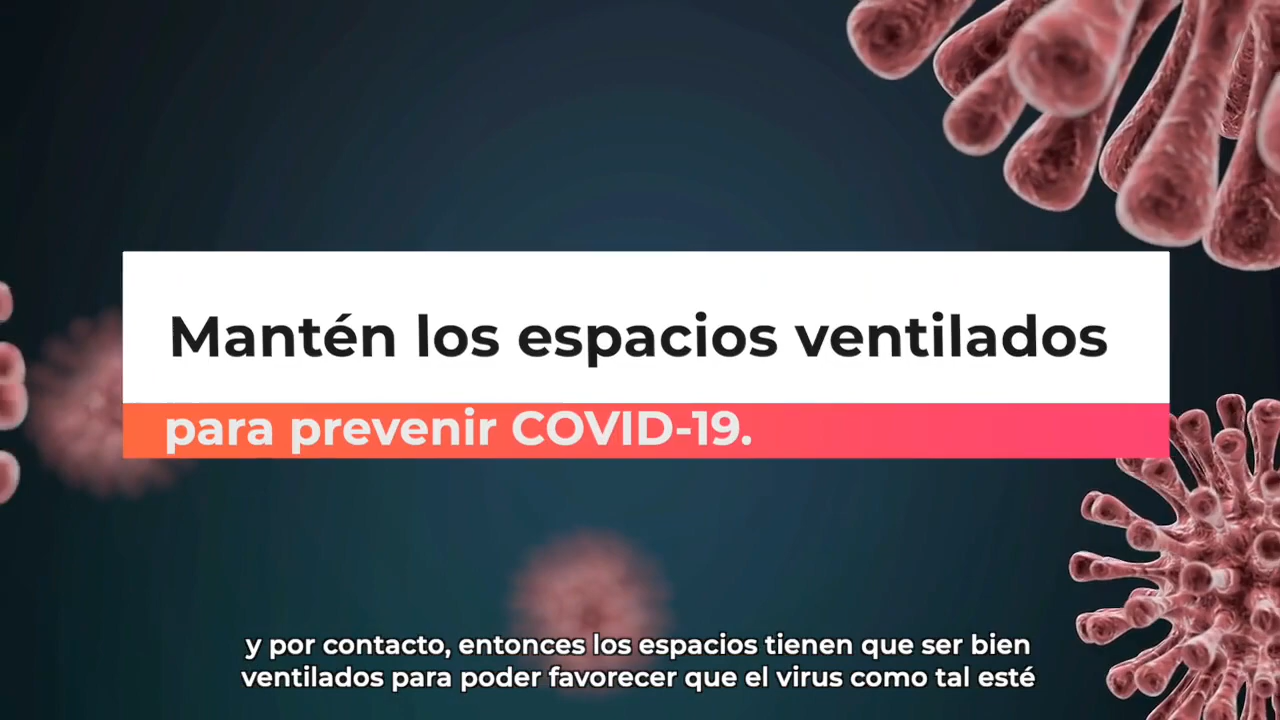 Mantén los espacios ventilados
para prevenir COVID-19.
y por contacto, entonces los espacios tienen que ser bien
ventilados para poder favorecer que el virus como tal esté